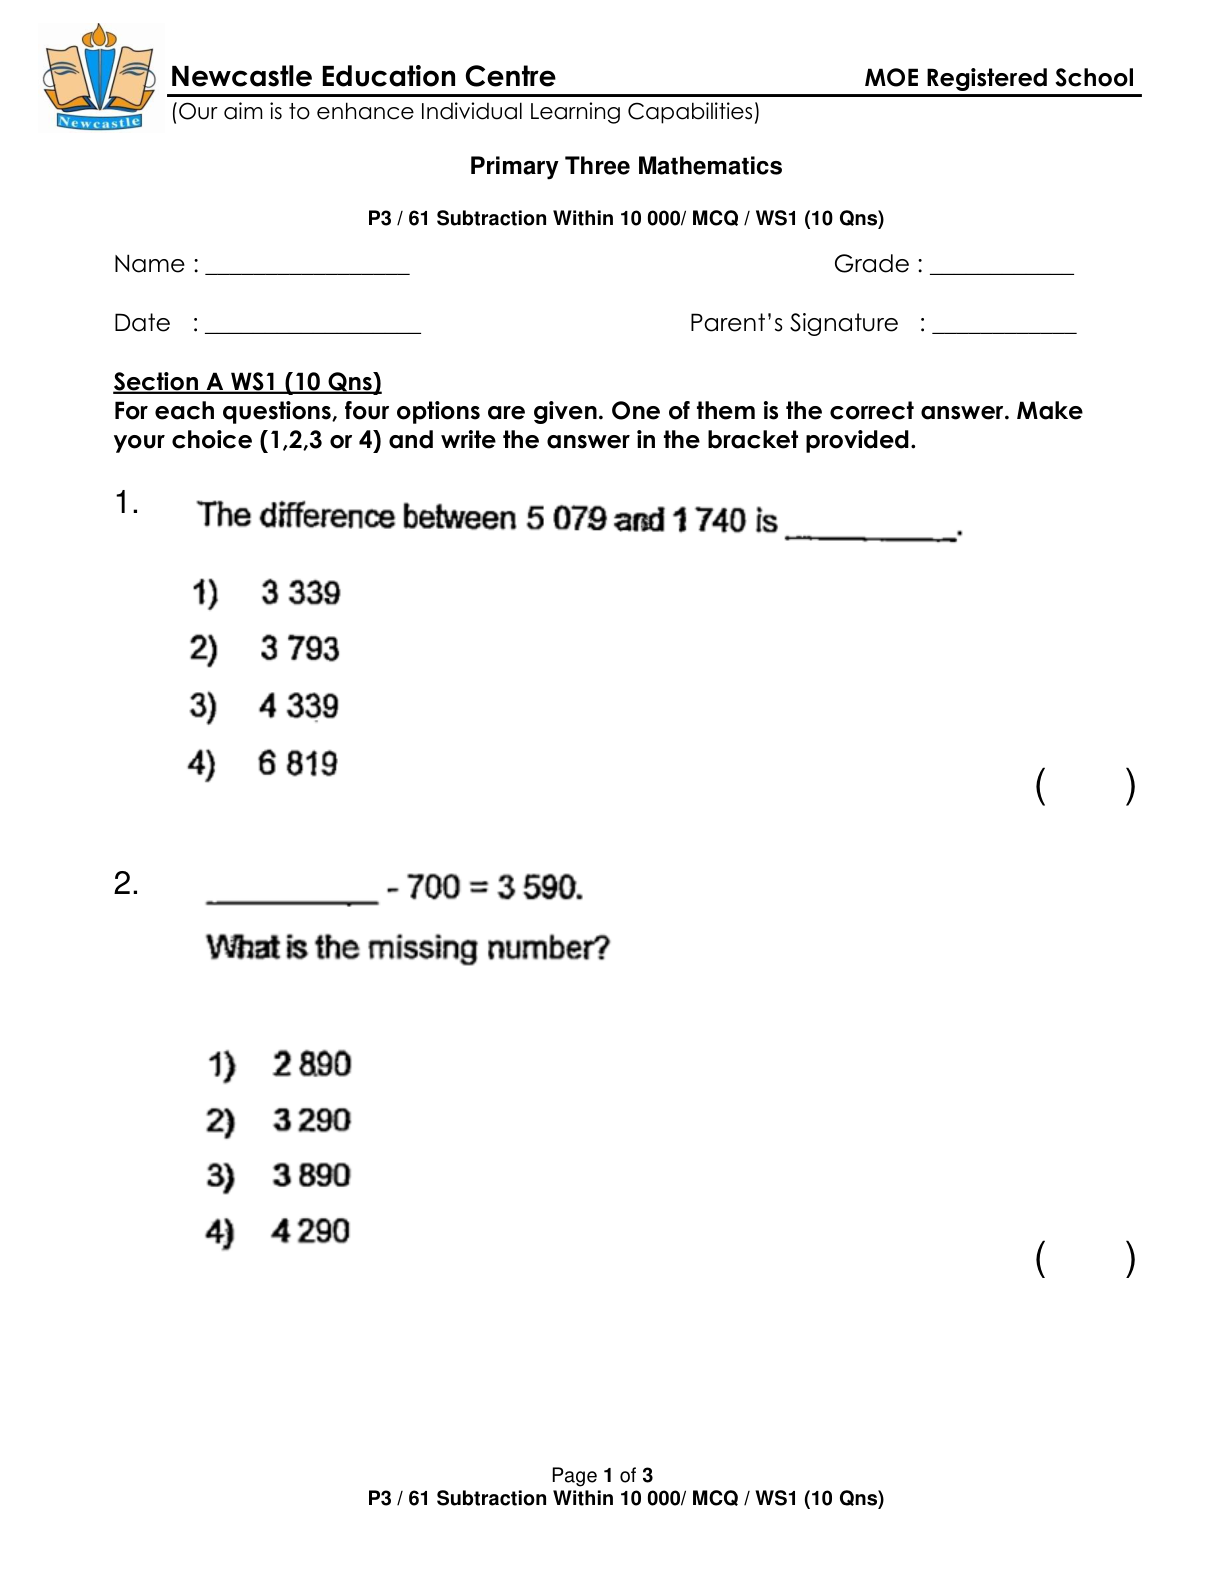 Newcastle
Newcastle Education Centre MOE Registered School
(Our aim is to enhance Individual Learning Capabilities)
Primary Three Mathematics
P3 / 61 Subtraction Within 10 000/ MCQ / WS1 (10 Qns)
Name : _________________ Grade : ____________
Date : __________________ Parent’s Signature : ____________
Section A WS1 (10 Qns)
For each questions, four options are given. One of them is the correct answer. Make
your choice (1,2,3 or 4) and write the answer in the bracket provided.
1. The difference between 5 079 and 1 740 is __________.
1) 3 339
2) 3 793
3) 4 339
4) 6 819
( )
2. __________ - 700 = 3 590.
What is the missing number?
1) 2 890
2) 3 290
3) 3 890
4) 4 290
( )
Page 1 of 3
P3 / 61 Subtraction Within 10 000/ MCQ / WS1 (10 Qns)